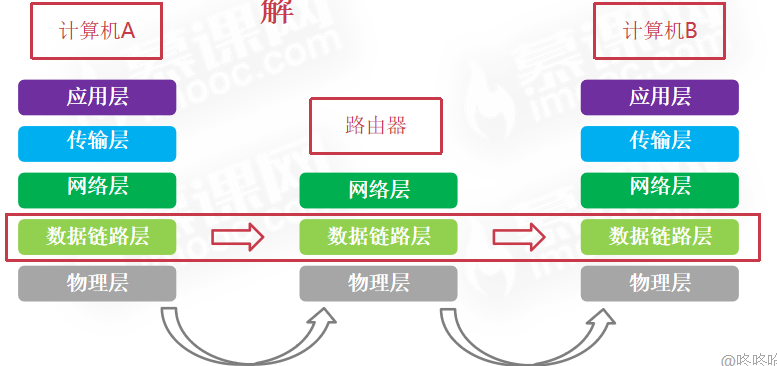 解
计算机A
计算机B
应用层
应用层
路由器
传输层
传输层
网络层
网络层
网络层
数据链路层
数据链路层
数据链路层
物理层
物理层
物理层
慕课网
imooc.com
@咚咚呛